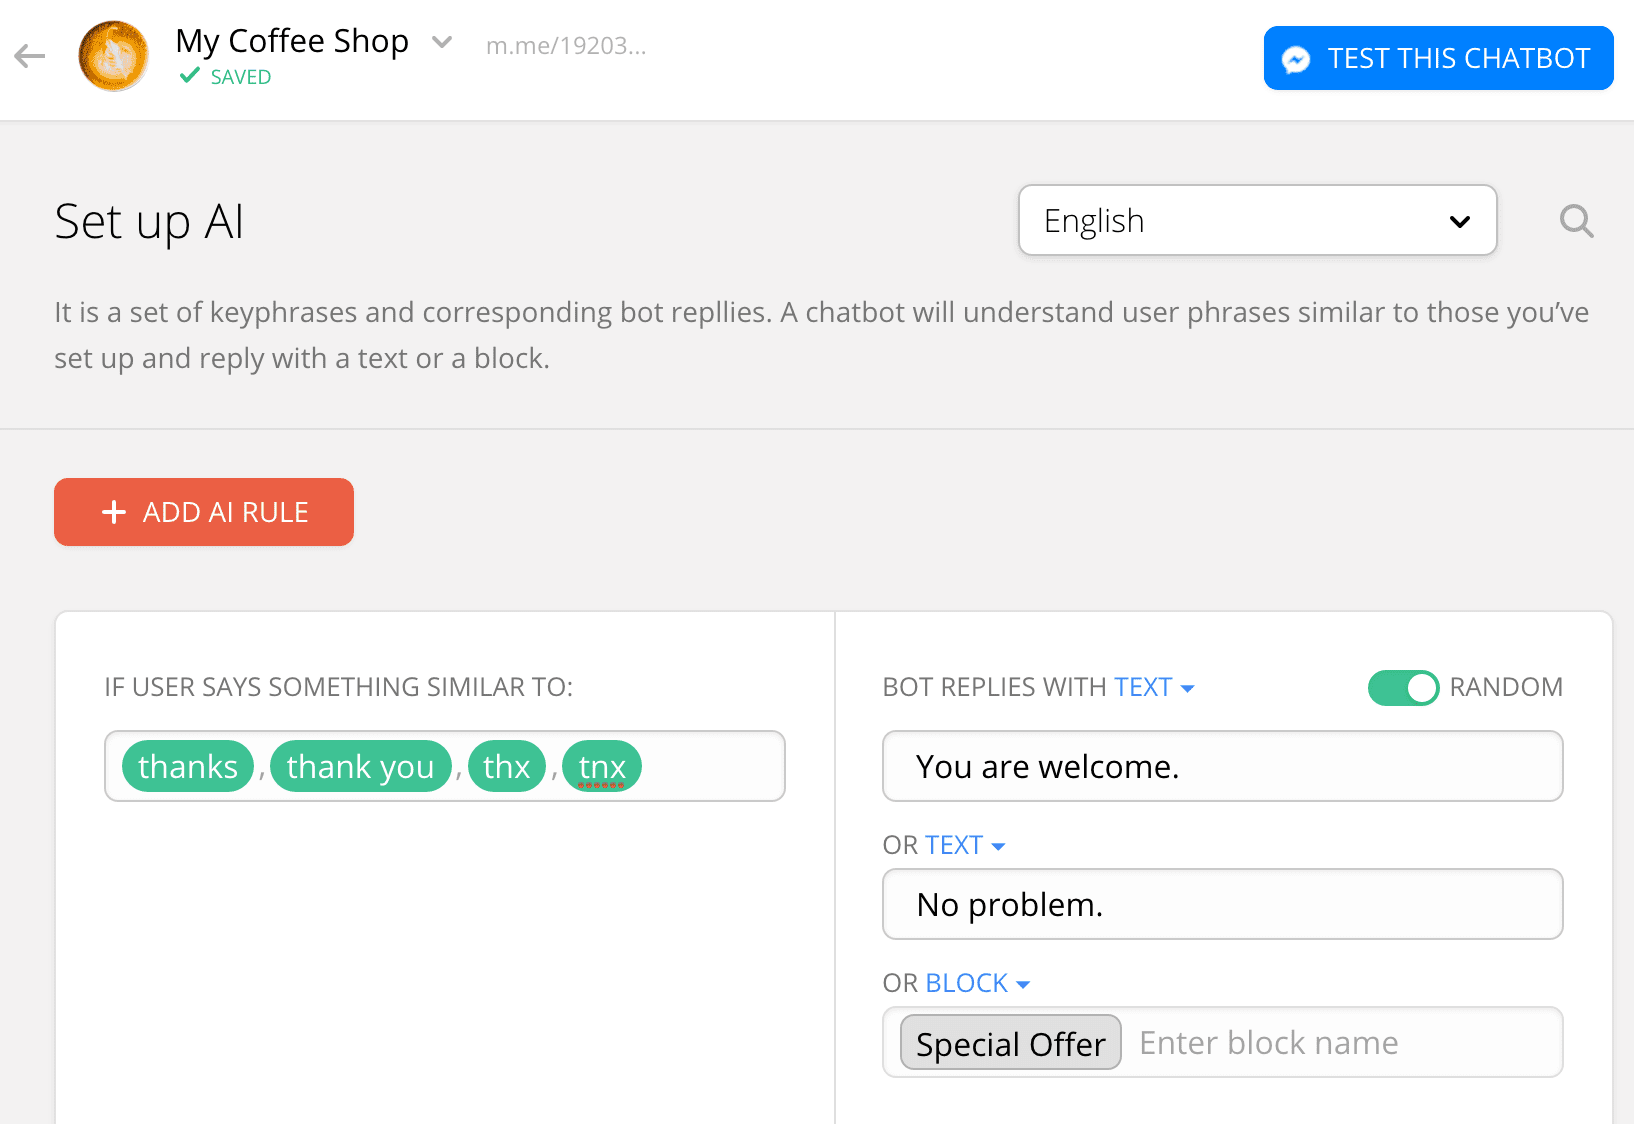 My Coffee Shop
m.me/19203...
SAVED
TEST THIS CHATBOT
Set up AI
English
It is a set of keyphrases and corresponding bot repllies. A chatbot will understand user phrases similar to those you’ve
set up and reply with a text or a block.
+ ADD AI RULE
IF USER SAYS SOMETHING SIMILAR TO:
thanks, thank you, thx, tnx
BOT REPLIES WITH TEXT
RANDOM
You are welcome.
OR TEXT
No problem.
OR BLOCK
Special Offer Enter block name